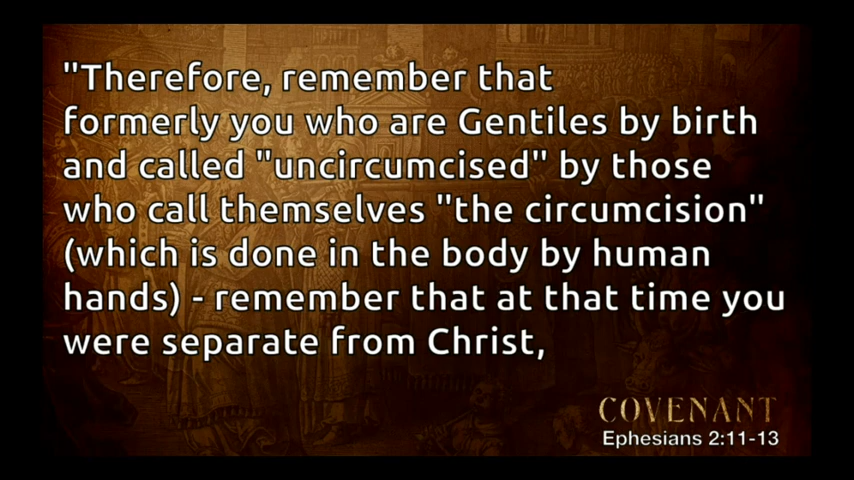 "Therefore, remember that
formerly you who are Gentiles by birth
and called "uncircumcised" by those
who call themselves "the circumcision"
(which is done in the body by human
hands) - remember that at that time you
were separate from Christ,
COVENANT
Ephesians 2:11-13